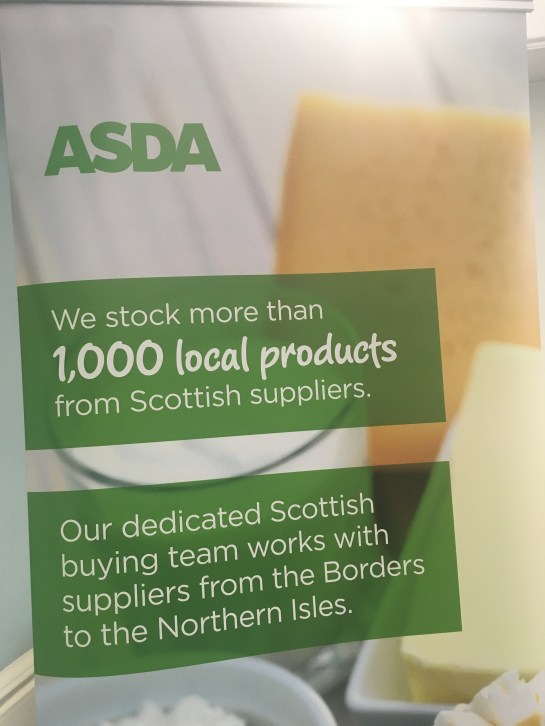 ASDA
We stock more than
1,000 local products
from Scottish suppliers.
Our dedicated Scottish
buying team works with
suppliers from the Borders
to the Northern Isles.